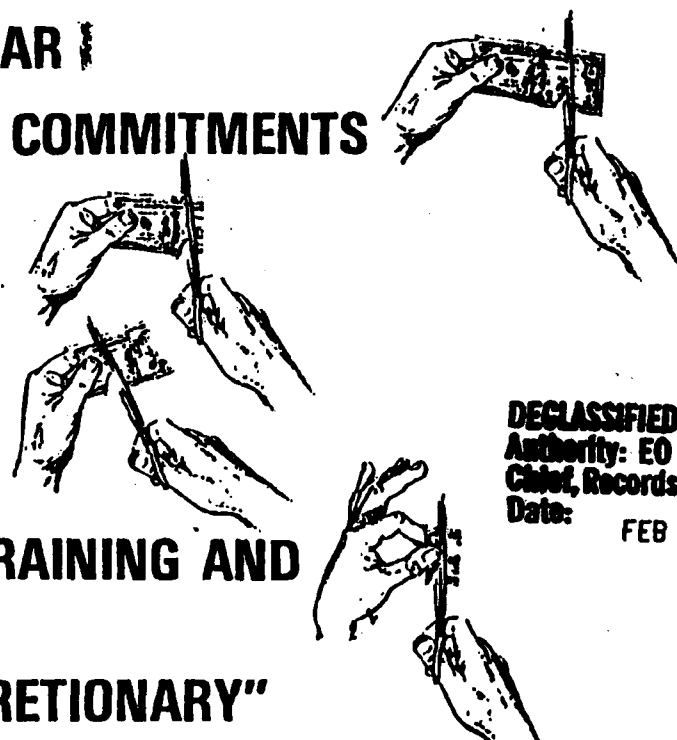 AR
COMMITMENTS
DECLASSIFIED
Authority: EO
Chief, Records
Date: FEB
RAINING AND
RETIONARY”